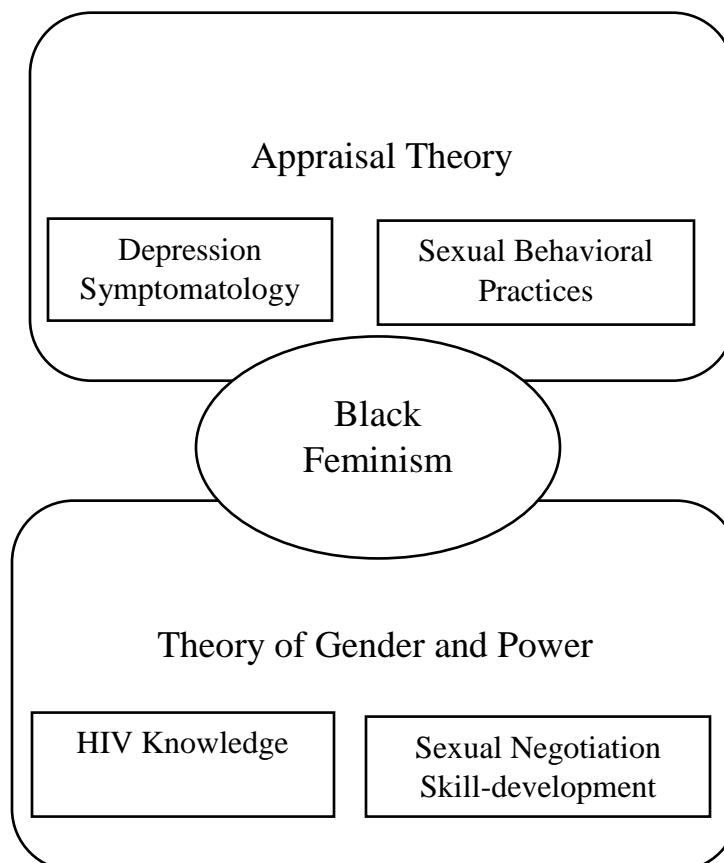 Appraisal Theory
Depression
Symptomatology
Sexual Behavioral
Practices
Black
Feminism
Theory of Gender and Power
HIV Knowledge
Sexual Negotiation
Skill-development